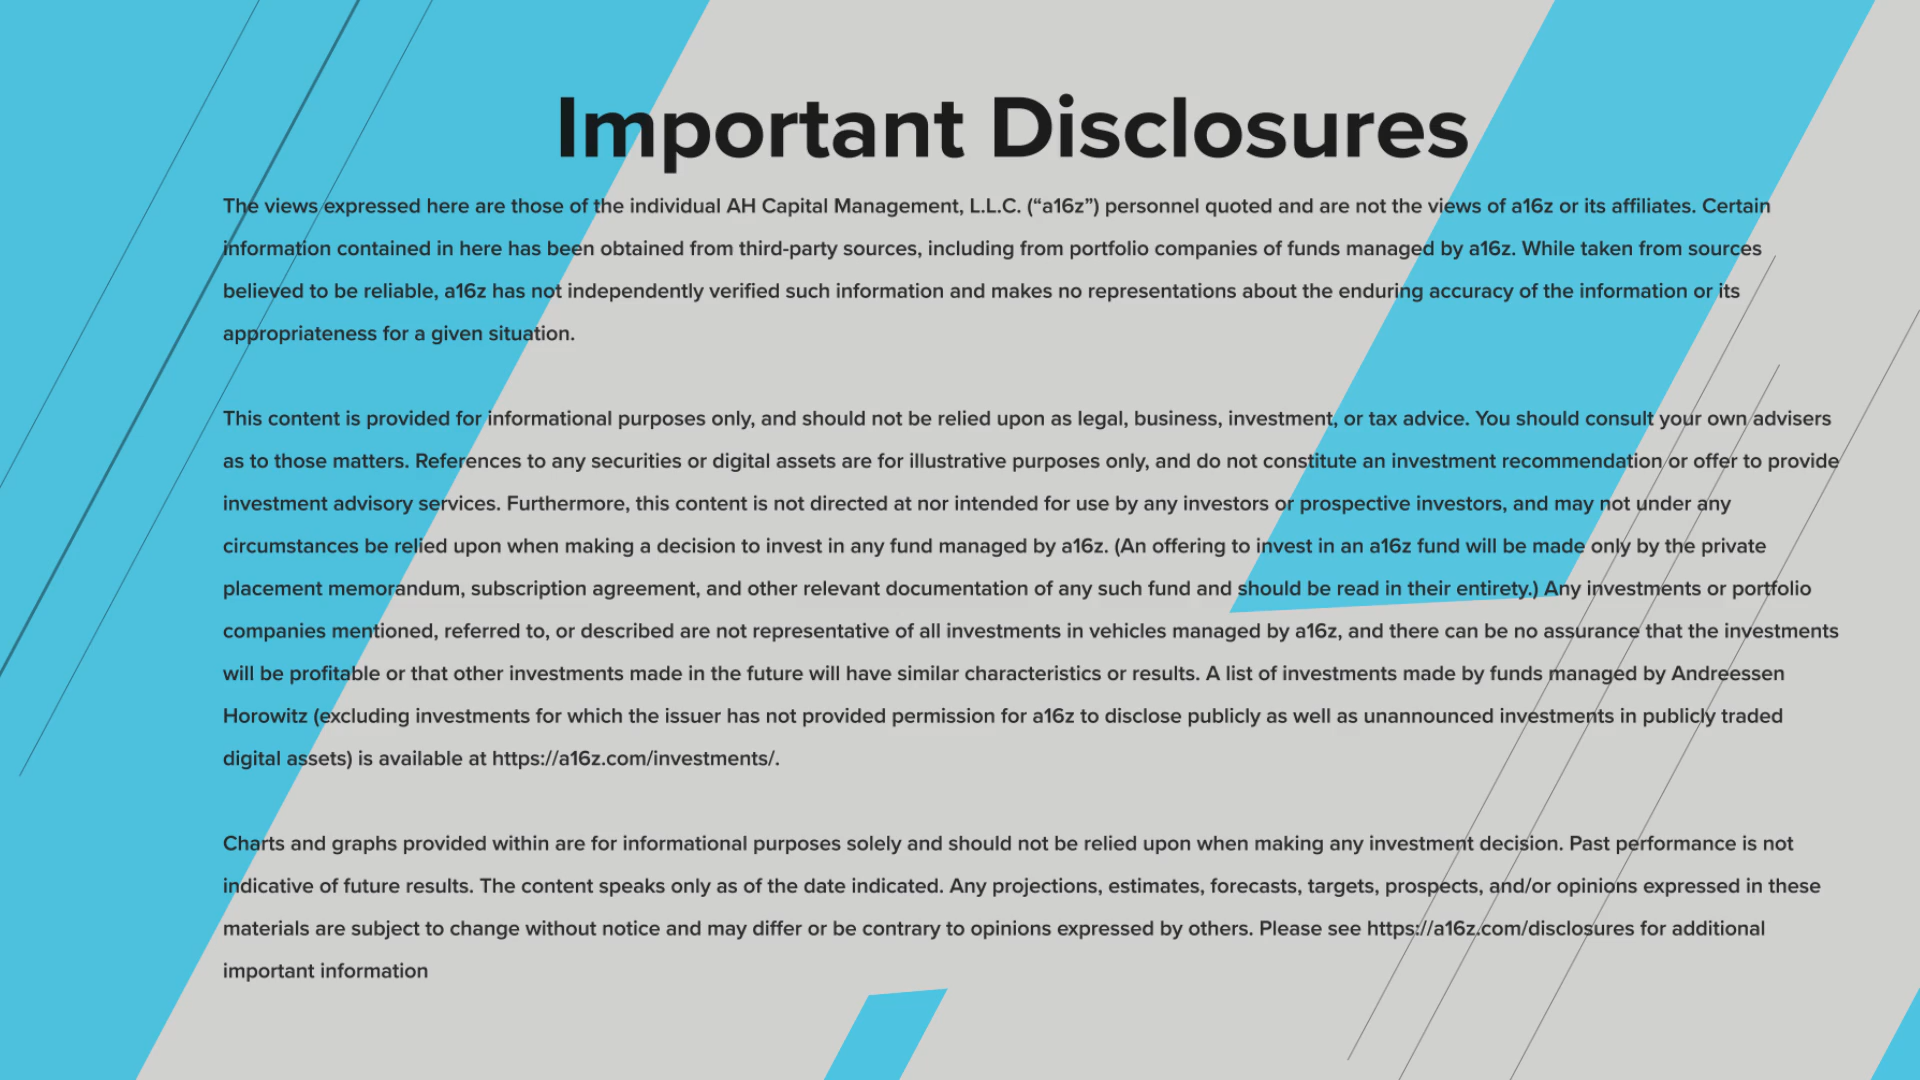 Important Disclosures
The views expressed here are those of the individual AH Capital Management, L.L.C. (“a16z”) personnel quoted and are not the views of a16z or its affiliates. Certain
information contained in here has been obtained from third-party sources, including from portfolio companies of funds managed by a16z. While taken from sources
believed to be reliable, a16z has not independently verified such information and makes no representations about the enduring accuracy of the information or its
appropriateness for a given situation.
This content is provided for informational purposes only, and should not be relied upon as legal, business, investment, or tax advice. You should consult your own advisers
as to those matters. References to any securities or digital assets are for illustrative purposes only, and do not constitute an investment recommendation or offer to provide
investment advisory services. Furthermore, this content is not directed at nor intended for use by any investors or prospective investors, and may not under any
circumstances be relied upon when making a decision to invest in any fund managed by a16z. (An offering to invest in an a16z fund will be made only by the private
placement memorandum, subscription agreement, and other relevant documentation of any such fund and should be read in their entirety.) Any investments or portfolio
companies mentioned, referred to, or described are not representative of all investments in vehicles managed by a16z, and there can be no assurance that the investments
will be profitable or that other investments made in the future will have similar characteristics or results. A list of investments made by funds managed by Andreessen
Horowitz (excluding investments for which the issuer has not provided permission for a16z to disclose publicly as well as unannounced investments in publicly traded
digital assets) is available at https://a16z.com/investments/.
Charts and graphs provided within are for informational purposes solely and should not be relied upon when making any investment decision. Past performance is not
indicative of future results. The content speaks only as of the date indicated. Any projections, estimates, forecasts, targets, prospects, and/or opinions expressed in these
materials are subject to change without notice and may differ or be contrary to opinions expressed by others. Please see https://a16z.com/disclosures for additional
important information